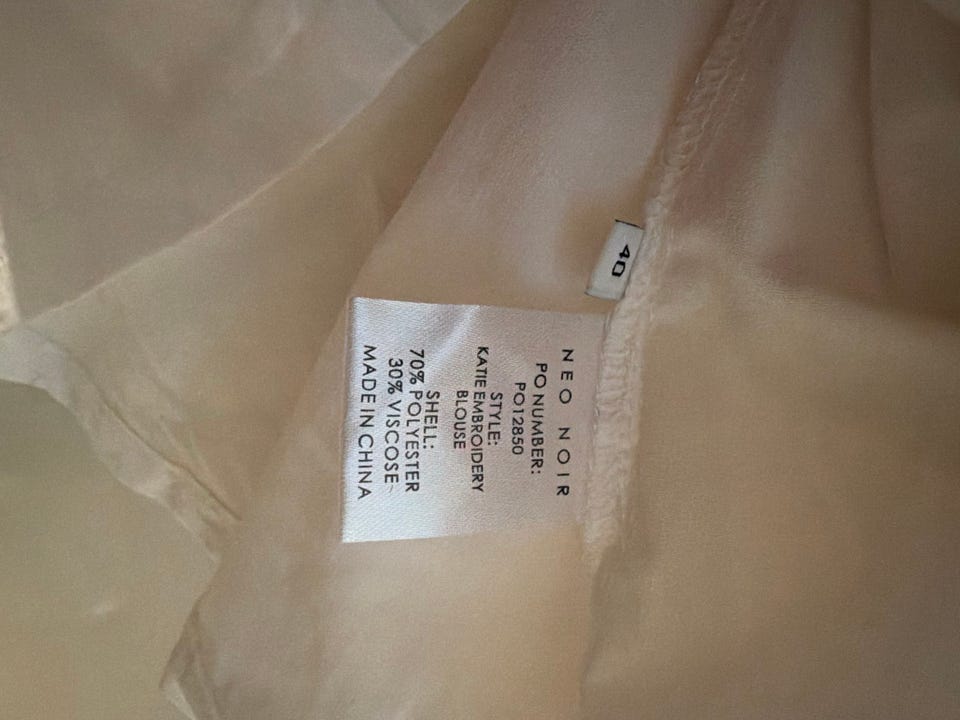 40
NEO NOIR
PO NUMBER:
PO12850
STYLE:
KATIE EMBROIDERY
BLOUSE
SHELL:
70% POLYESTER
30% VISCOSE
MADE IN CHINA